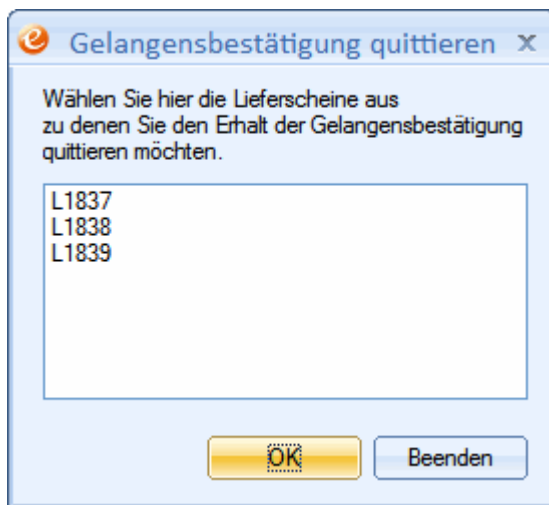 Gelangensbestätigung quittieren
Wählen Sie hier die Lieferscheine aus
zu denen Sie den Erhalt der Gelangensbestätigung
quittieren möchten.
L1837
L1838
L1839
OK
Beenden